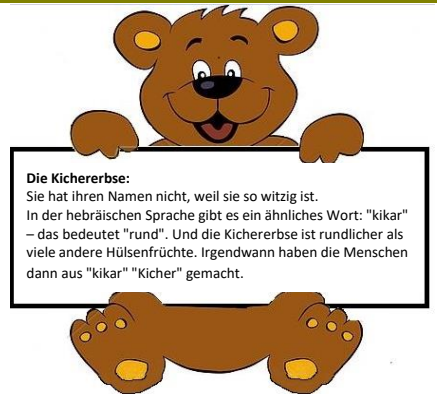 Die Kichererbse:
Sie hat ihren Namen nicht, weil sie so witzig ist.
In der hebräischen Sprache gibt es ein ähnliches Wort: "kikar"
– das bedeutet "rund". Und die Kichererbse ist rundlicher als
viele andere Hülsenfrüchte. Irgendwann haben die Menschen
dann aus "kikar" "Kicher" gemacht.